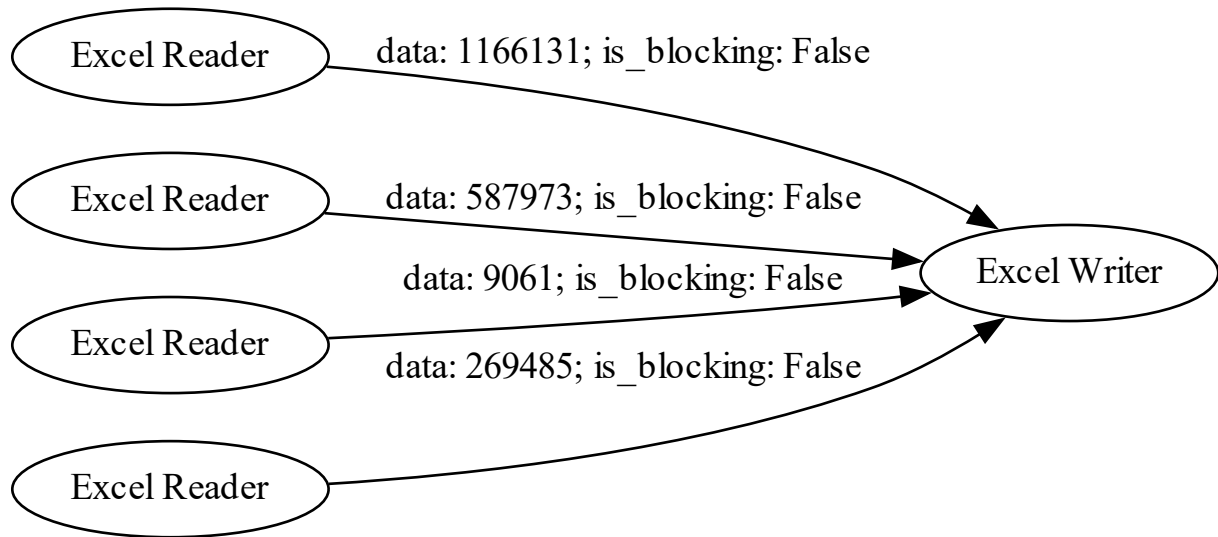 Excel Reader
data: 1166131; is_blocking: False
Excel Reader
data: 587973; is_blocking: False
Excel Writer
data: 9061; is_blocking: False
Excel Reader
data: 269485; is_blocking: False
Excel Reader